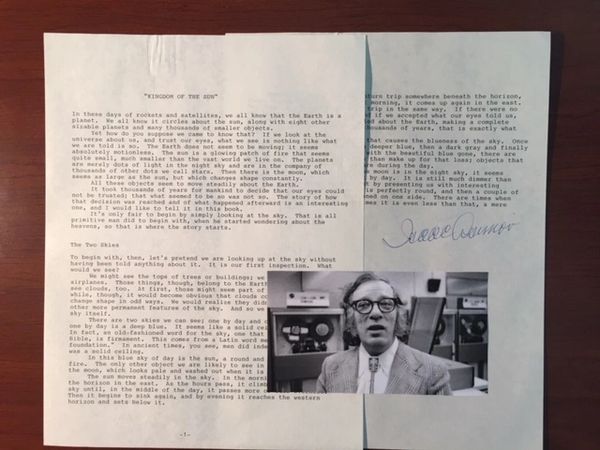 "KINGDOM OF THE SUN"
In these days of rockets and satellites, we all know that the Earth is a
planet. We all know it circles about the sun, along with eight other
sizable planets and many thousands of smaller objects.
Yet how do you suppose we came to know that? If we look at the
universe about us, and trust our eyes, what we see is nothing like what
we are told is so. The Earth does not seem to be moving; it seems
absolutely motionless. The sun is a glowing patch of fire that seems
quite small, much smaller than the vast world we live on. The planets
are merely dots of light in the night sky and are in the company of
thousands of other dots we call stars. Then there is the moon, which
seems as large as the sun, but which changes shape constantly.
All these objects seem to move steadily about the Earth.
It took thousands of years for mankind to decide that our eyes could
not be trusted; that what seemed to be so was not so. The story of how
that decision was reached and of what happened afterward is an interesting
one, and I would like to tell it in this book.
It's only fair to begin by simply looking at the sky. That is all
primitive man did to begin with, when he started wondering about the
heavens, so that is where the story starts.
The Two Skies
To begin with, then, let's pretend we are looking up at the sky without
having been told anything about it. It is our first inspection. What
would we see?
We might see the tops of trees or buildings; we
airplanes. Those things, though, belong to the Earth
see clouds, too. At first, those might seem part of
while, though, it would become obvious that clouds co
change shape in odd ways. We would realize they didn
other more permanent features of the sky. And so we
sky itself.
There are two skies we can see; one by day and o
one by day is a deep blue. It seems like a solid ceil
In fact, an old-fashioned word for the sky, one that
Bible, is firmament. This comes from a Latin word me
foundation." In ancient times, you see, men did inde
was a solid ceiling.
In this blue sky of day is the sun, a round and
fire. The only other object we are likely to see in
the moon, which looks pale and washed out when it is
The sun moves steadily in the sky. In the morni
the horizon in the east. As the hours pass, it climb
sky until, in the middle of the day, it passes more o
Then it begins to sink again, and by evening it reaches the western
horizon and sets below it.
-1-
turn trip somewhere beneath the horizon,
morning, it comes up again in the east.
trip in the same way. If there were no
d if we accepted what our eyes told us,
ed about the Earth, making a complete
thousands of years, that is exactly what
hat causes the blueness of the sky. Once
deeper blue, then a dark gray and finally
with the beautiful blue gone, there are
than make up for that loss; objects that
ar during the day.
e moon is in the night sky, it seems
by day. It is still much dimmer than
t by presenting us with interesting
is perfectly round, and then a couple of
ened on one side. There are times when
mes it is even less than that, a mere
Isaac Asimov